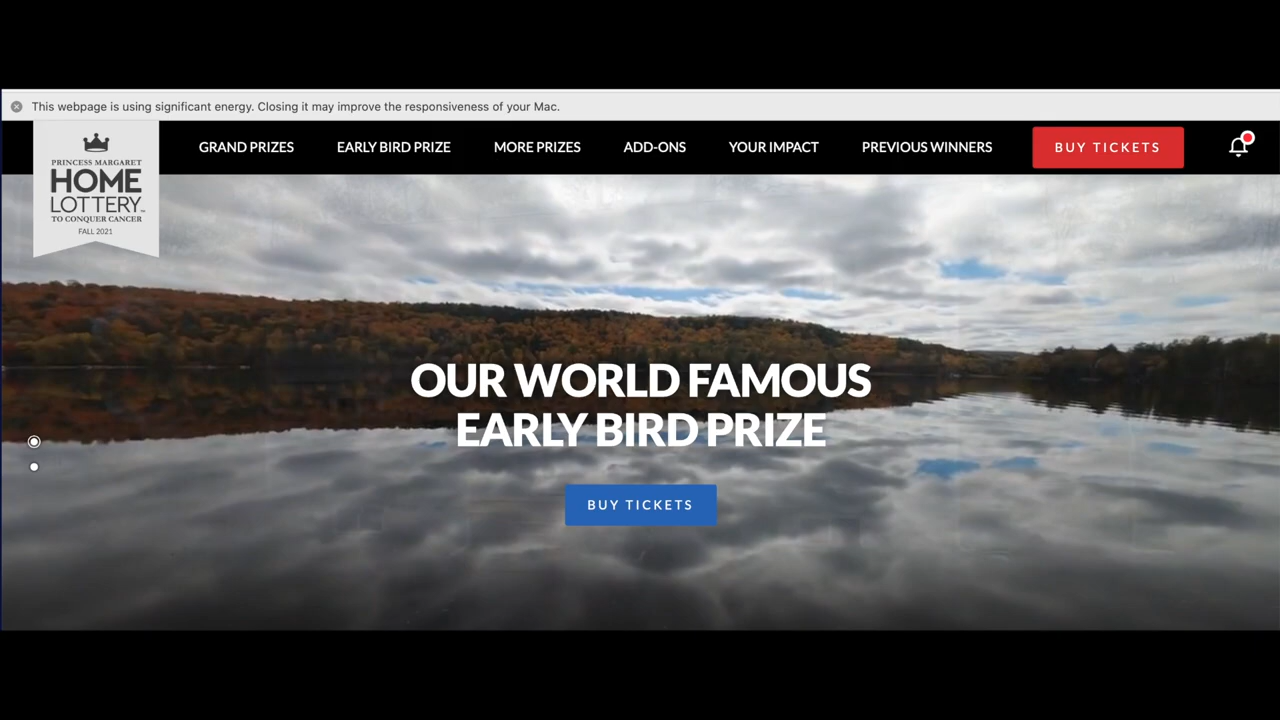 This webpage is using significant energy. Closing it may improve the responsiveness of your Mac.
PRINCESS MARGARET
HOME
LOTTERY™
TO CONQUER CANCER
FALL 2021
GRAND PRIZES
EARLY BIRD PRIZE
MORE PRIZES
ADD-ONS
YOUR IMPACT
PREVIOUS WINNERS
BUY TICKETS
OUR WORLD FAMOUS
EARLY BIRD PRIZE
BUY TICKETS